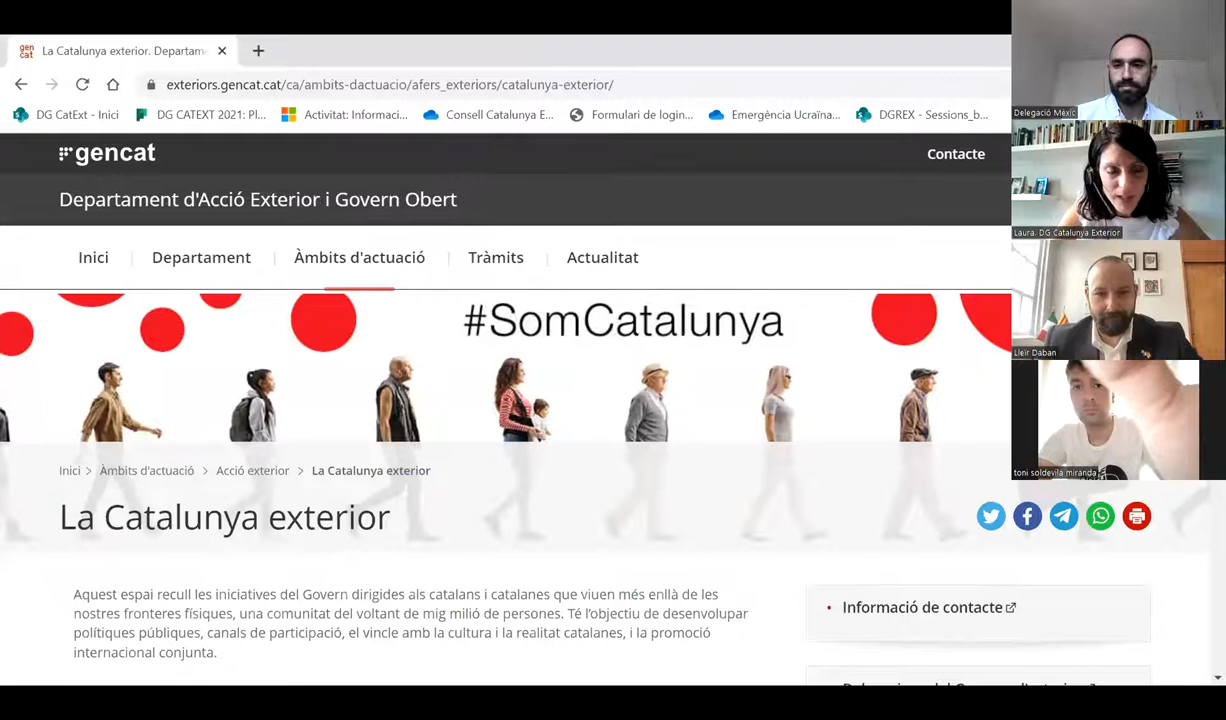 La Catalunya exterior. Departam
exteriors.gencat.cat/ca/ambits-dactuacio/afers_exteriors/catalunya-exterior/
DG CatExt - Inici
DG CATEXT 2021: Pl...
Activitat: Informaci...
Consell Catalunya E...
Formulari de login...
Emergència Ucraïna...
DGREX - Sessions_b...
gencat
Contacte
Departament d'Acció Exterior i Govern Obert
Inici
Departament
Àmbits d'actuació
Tràmits
Actualitat
#SomCatalunya
Inici > Àmbits d'actuació > Acció exterior > La Catalunya exterior
La Catalunya exterior
Aquest espai recull les iniciatives del Govern dirigides als catalans i catalanes que viuen més enllà de les
nostres fronteres físiques, una comunitat del voltant de mig milió de persones. Té l'objectiu de desenvolupar
polítiques públiques, canals de participació, el vincle amb la cultura i la realitat catalanes, i la promoció
internacional conjunta.
Informació de contacte
Delegació Mèxic
Laura. DG Catalunya Exterior
Lleïr Daban
toni soldevila miranda